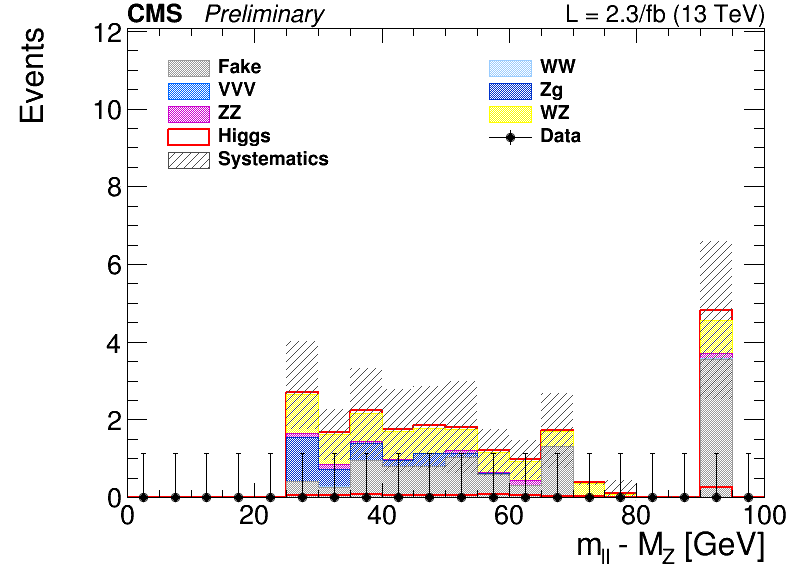 CMS Preliminary L = 2.3/fb (13 TeV)
Events
12
10
8
6
4
2
0
Fake WW
VVV Zg
ZZ WZ
Higgs Data
Systematics
0 20 40 60 80 100
m_ll - M_Z [GeV]